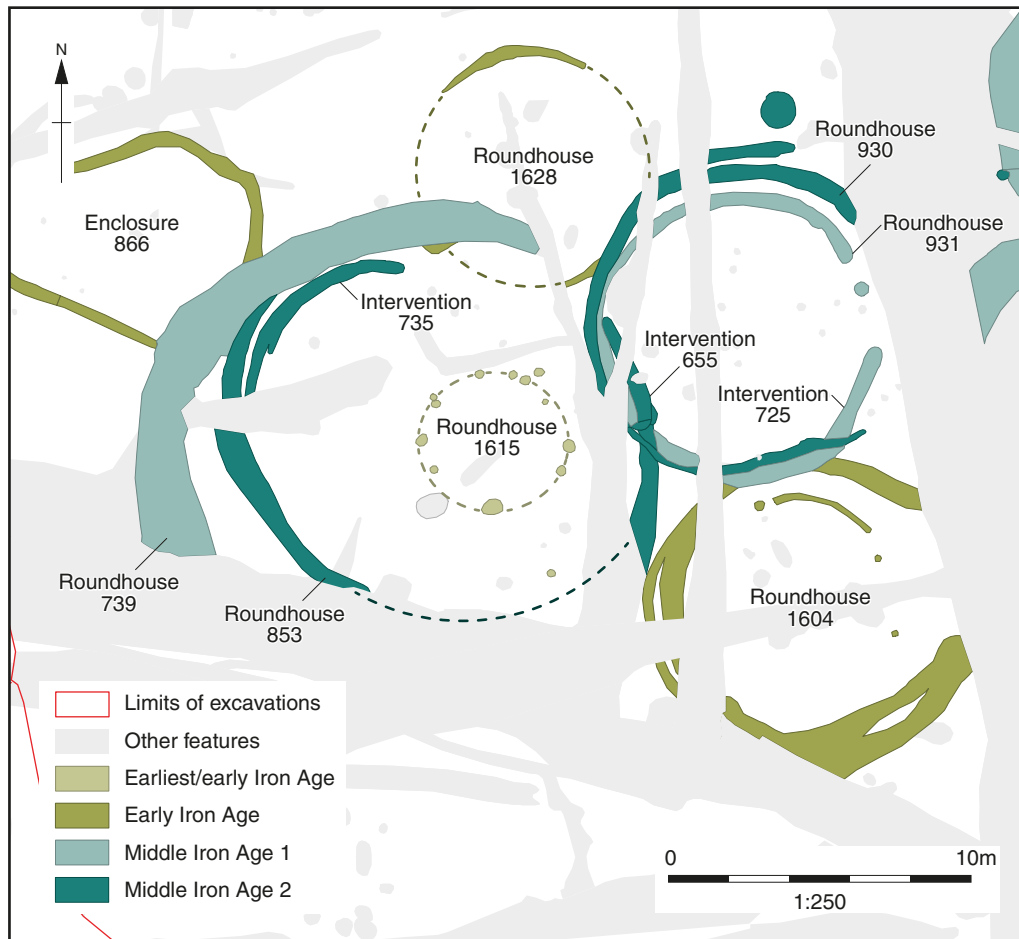 N
Roundhouse
930
Roundhouse
1628
Enclosure
866
Roundhouse
931
Intervention
735
Intervention
655
Intervention
725
Roundhouse
1615
Roundhouse
739
Roundhouse
853
Roundhouse
1604
Limits of excavations
Other features
Earliest/early Iron Age
Early Iron Age
Middle Iron Age 1
Middle Iron Age 2
0 10m
1:250